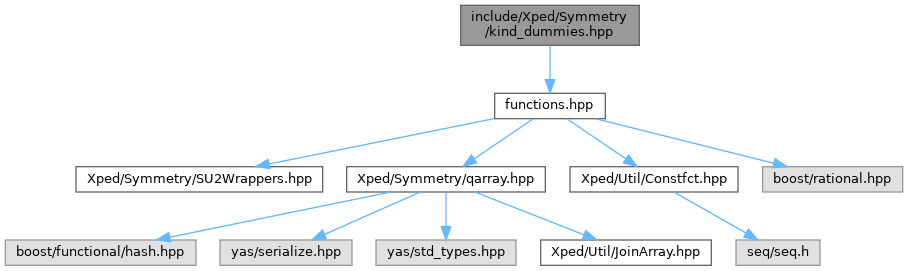 include/Xped/Symmetry
/kind_dummies.hpp
functions.hpp
Xped/Symmetry/SU2Wrappers.hpp
Xped/Symmetry/qarray.hpp
Xped/Util/Constfct.hpp
boost/rational.hpp
boost/functional/hash.hpp
yas/serialize.hpp
yas/std_types.hpp
Xped/Util/JoinArray.hpp
seq/seq.h